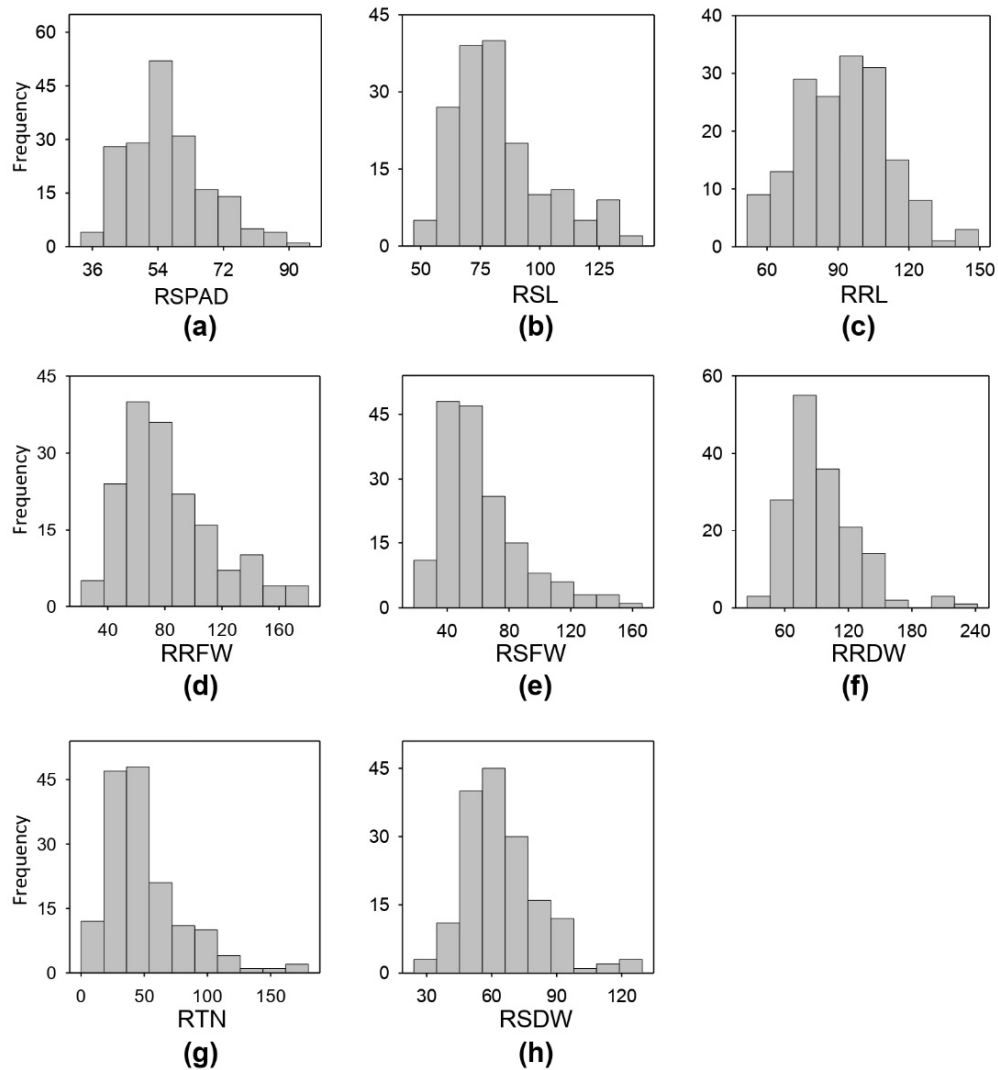 60
45
30
15
0
Frequency
36 54 72 90
RSPAD
(a)
45
30
15
0
50 75 100 125
RSL
(b)
40
30
20
10
0
60 90 120 150
RRL
(c)
45
30
15
0
Frequency
40 80 120 160
RRFW
(d)
45
30
15
0
40 80 120 160
RSFW
(e)
60
40
20
0
60 120 180 240
RRDW
(f)
45
30
15
0
Frequency
0 50 100 150
RTN
(g)
45
30
15
0
30 60 90 120
RSDW
(h)